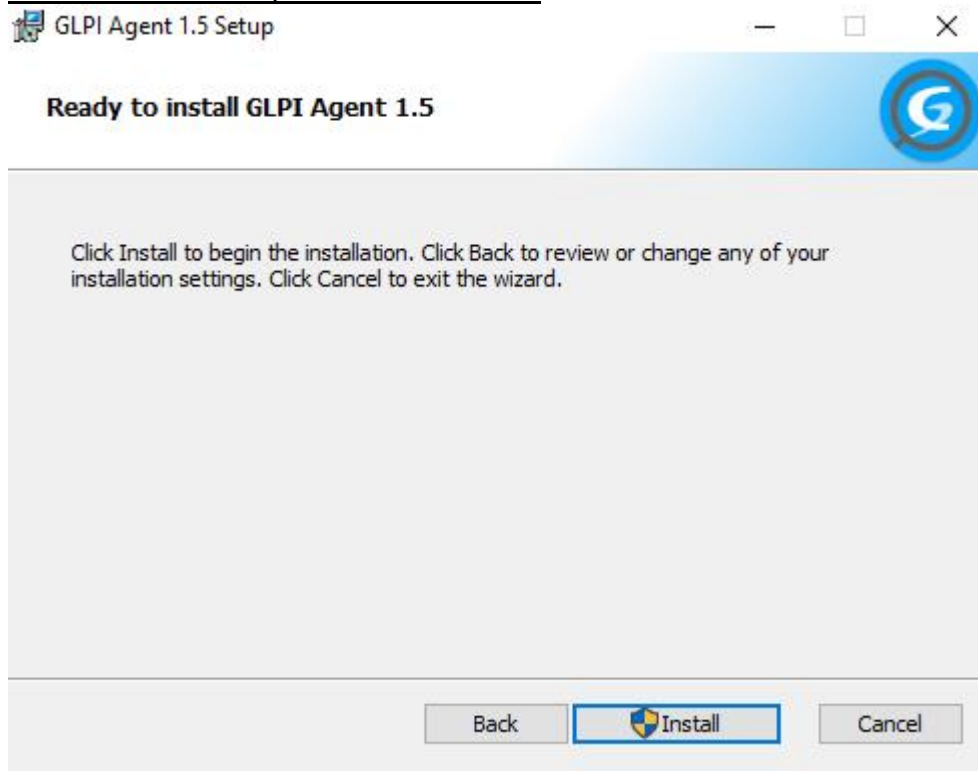 GLPI Agent 1.5 Setup
Ready to install GLPI Agent 1.5
Click Install to begin the installation. Click Back to review or change any of your
installation settings. Click Cancel to exit the wizard.
Back
Install
Cancel